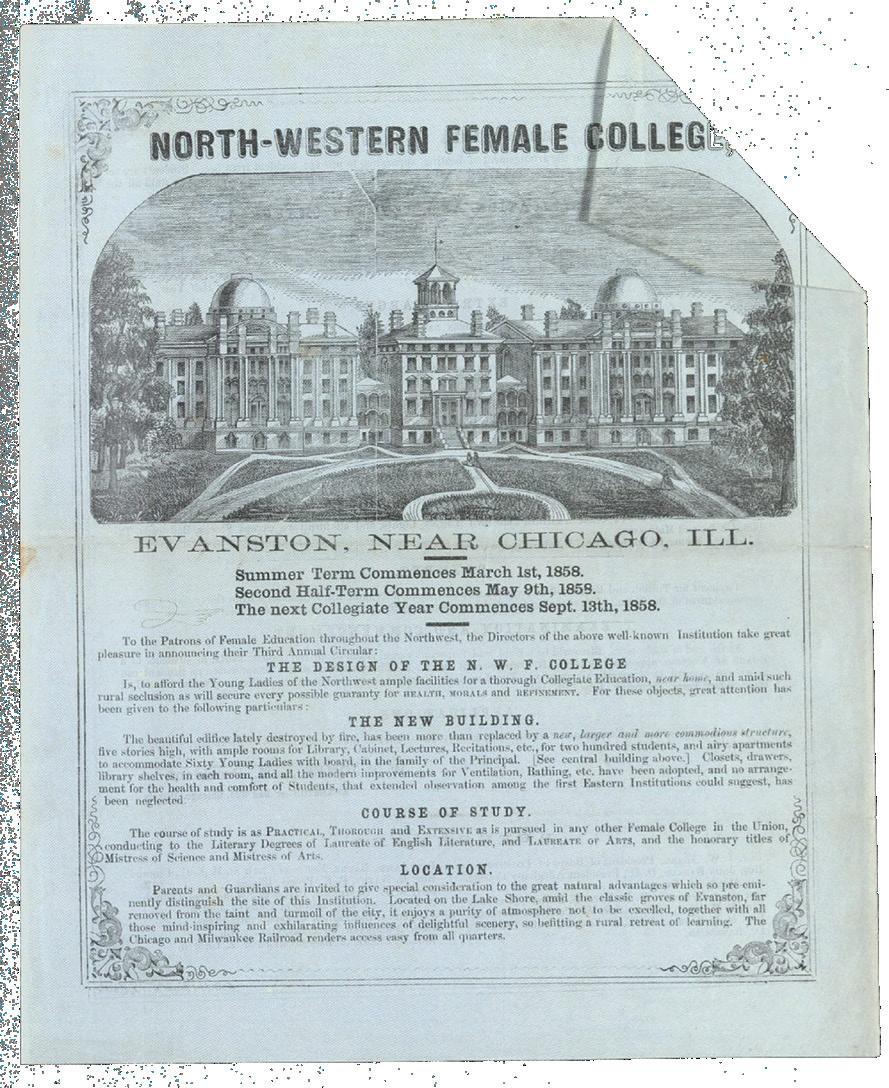 NORTH-WESTERN FEMALE COLLEGE,
EVANSTON, NEAR CHICAGO, ILL.
Summer Term Commences March 1st, 1858.
Second Half-Term Commences May 9th, 1858.
The next Collegiate Year Commences Sept. 13th, 1858.
To the Patrons of Female Education throughout the Northwest, the Directors of the above well-known Institution take great
pleasure in announcing their Third Annual Circular:
THE DESIGN OF THE N. W. F. COLLEGE
Is, to afford the Young Ladies of the Northwest ample facilities for a thorough Collegiate Education, near home, and amid such
rural seclusion as will secure every possible guaranty for HEALTH, MORALS and REFINEMENT. For these objects, great attention has
been given to the following particulars:
THE NEW BUILDING.
The beautiful edifice lately destroyed by fire, has been more than replaced by a new, larger and more commodious structure,
five stories high, with ample rooms for Library, Cabinet, Lectures, Recitations, etc., for two hundred students, and airy apartments
to accommodate Sixty Young Ladies with board, in the family of the Principal. [See central building above.] Closets, drawers,
library shelves, in each room, and all the modern improvements for Ventilation, Bathing, etc. have been adopted, and no arrange-
ment for the health and comfort of Students, that extended observation among the first Eastern Institutions could suggest, has
been neglected.
COURSE OF STUDY.
The course of study is as PRACTICAL, THOROUGH and EXTENSIVE as is pursued in any other Female College in the Union,
conducting to the Literary Degrees of Laureate of English Literature, and LAUREATE OF ARTS, and the honorary titles of
Mistress of Science and Mistress of Arts.
LOCATION.
Parents and Guardians are invited to give special consideration to the great natural advantages which so pre-emi-
nently distinguish the site of this Institution. Located on the Lake Shore, amid the classic groves of Evanston, far
removed from the taint and turmoil of the city, it enjoys a purity of atmosphere not to be excelled, together with all
those mind-inspiring and exhilarating influences of delightful scenery, so befitting a rural retreat of learning. The
Chicago and Milwaukee Railroad renders access easy from all quarters.